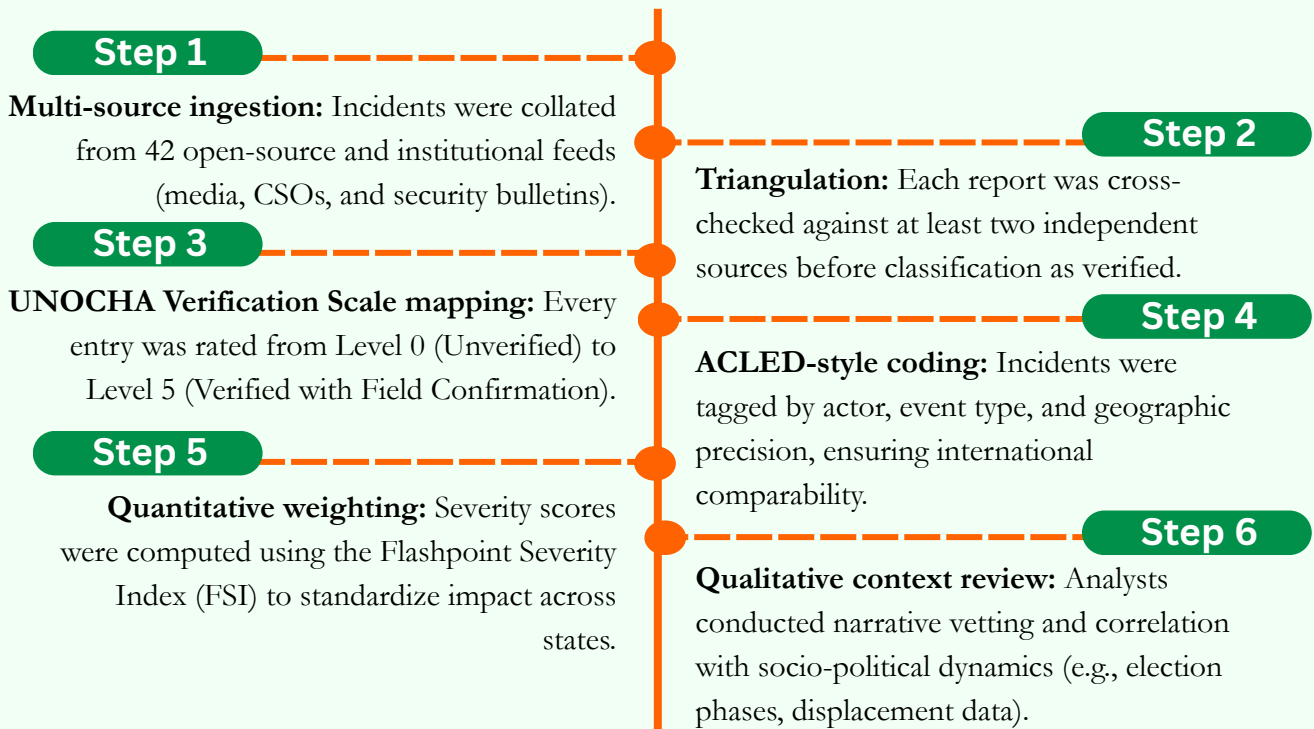 Step 1
Multi-source ingestion: Incidents were collated
from 42 open-source and institutional feeds
(media, CSOs, and security bulletins).
Step 2
Triangulation: Each report was cross-
checked against at least two independent
sources before classification as verified.
Step 3
UNOCHA Verification Scale mapping: Every
entry was rated from Level 0 (Unverified) to
Level 5 (Verified with Field Confirmation).
Step 4
ACLED-style coding: Incidents were
tagged by actor, event type, and geographic
precision, ensuring international
comparability.
Step 5
Quantitative weighting: Severity scores
were computed using the Flashpoint Severity
Index (FSI) to standardize impact across
states.
Step 6
Qualitative context review: Analysts
conducted narrative vetting and correlation
with socio-political dynamics (e.g., election
phases, displacement data).